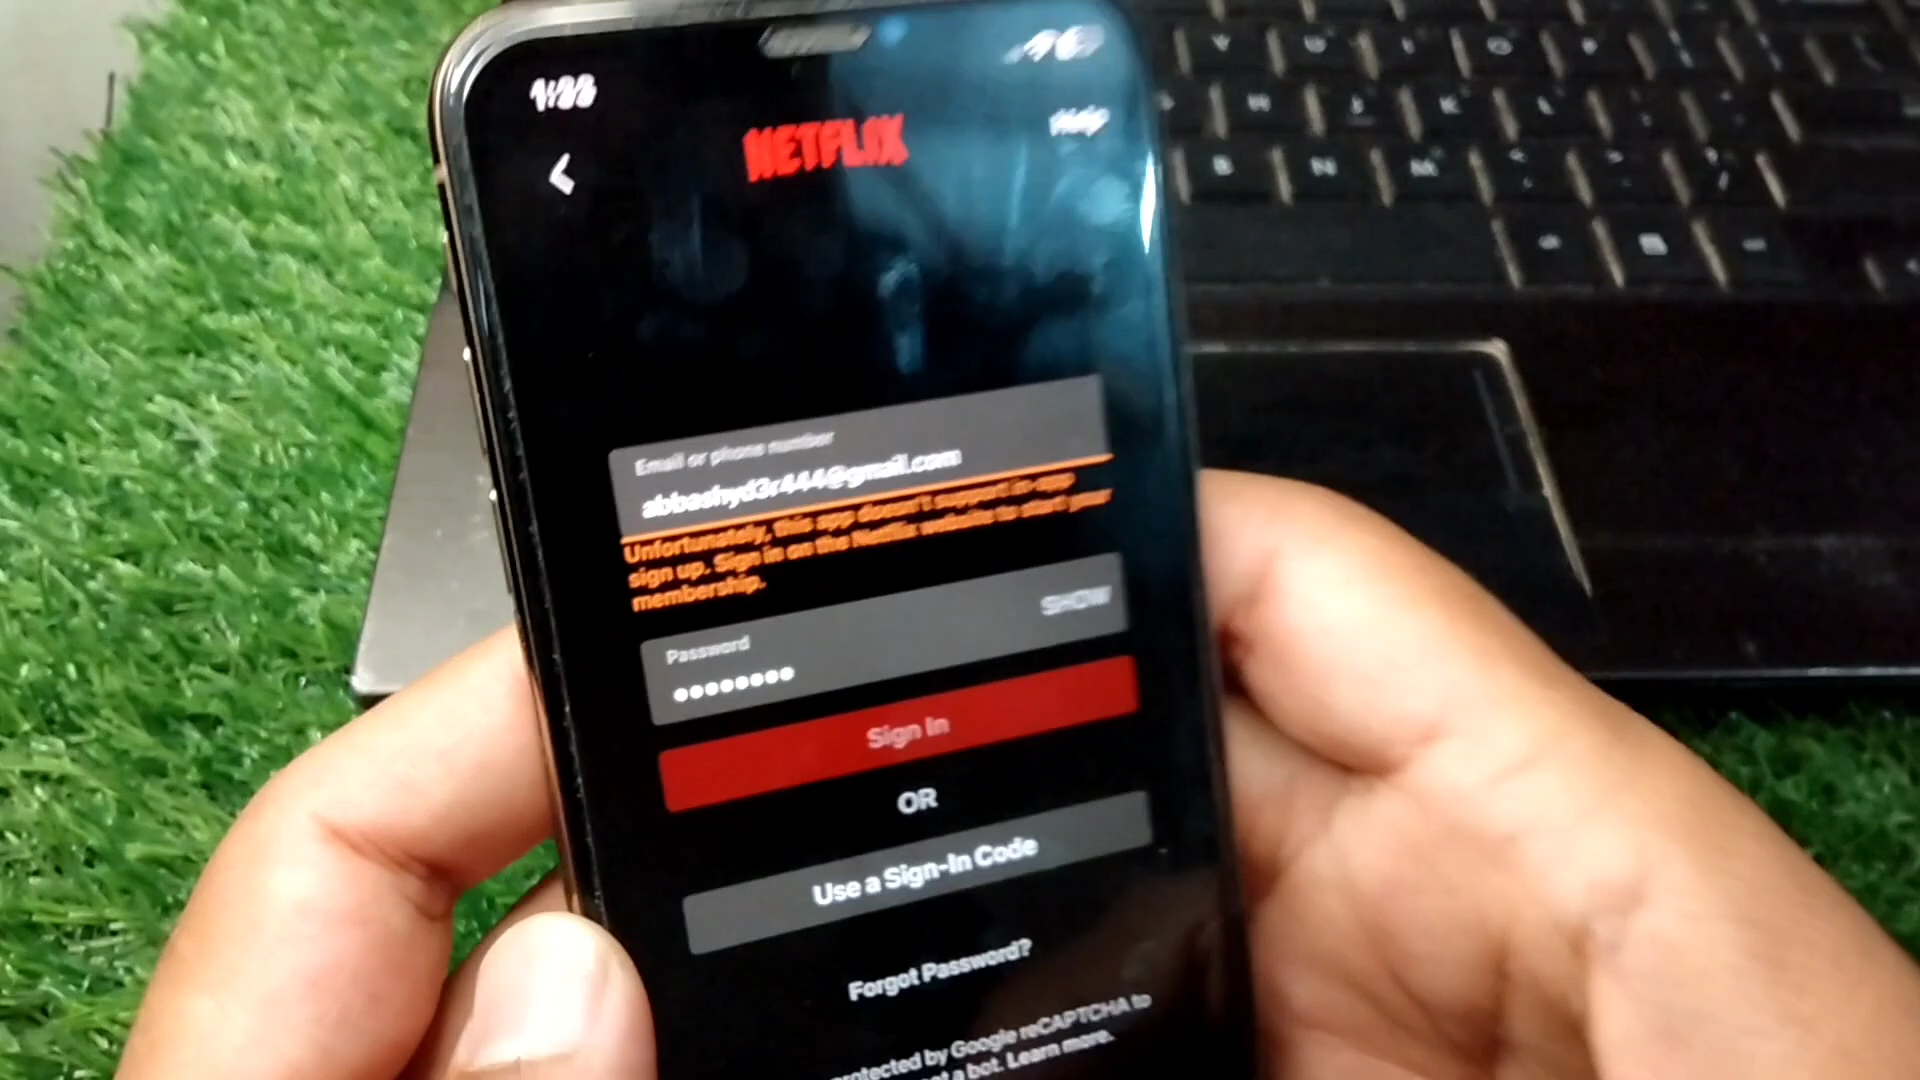 NETFLIX
Help
Email or phone number
abbashyd3r444@gmail.com
Unfortunately, this app doesn't support in-app
sign up. Sign in on the Netflix website to start your
membership.
Password
SHOW
Sign In
OR
Use a Sign-In Code
Forgot Password?
protected by Google reCAPTCHA to
a bot. Learn more.